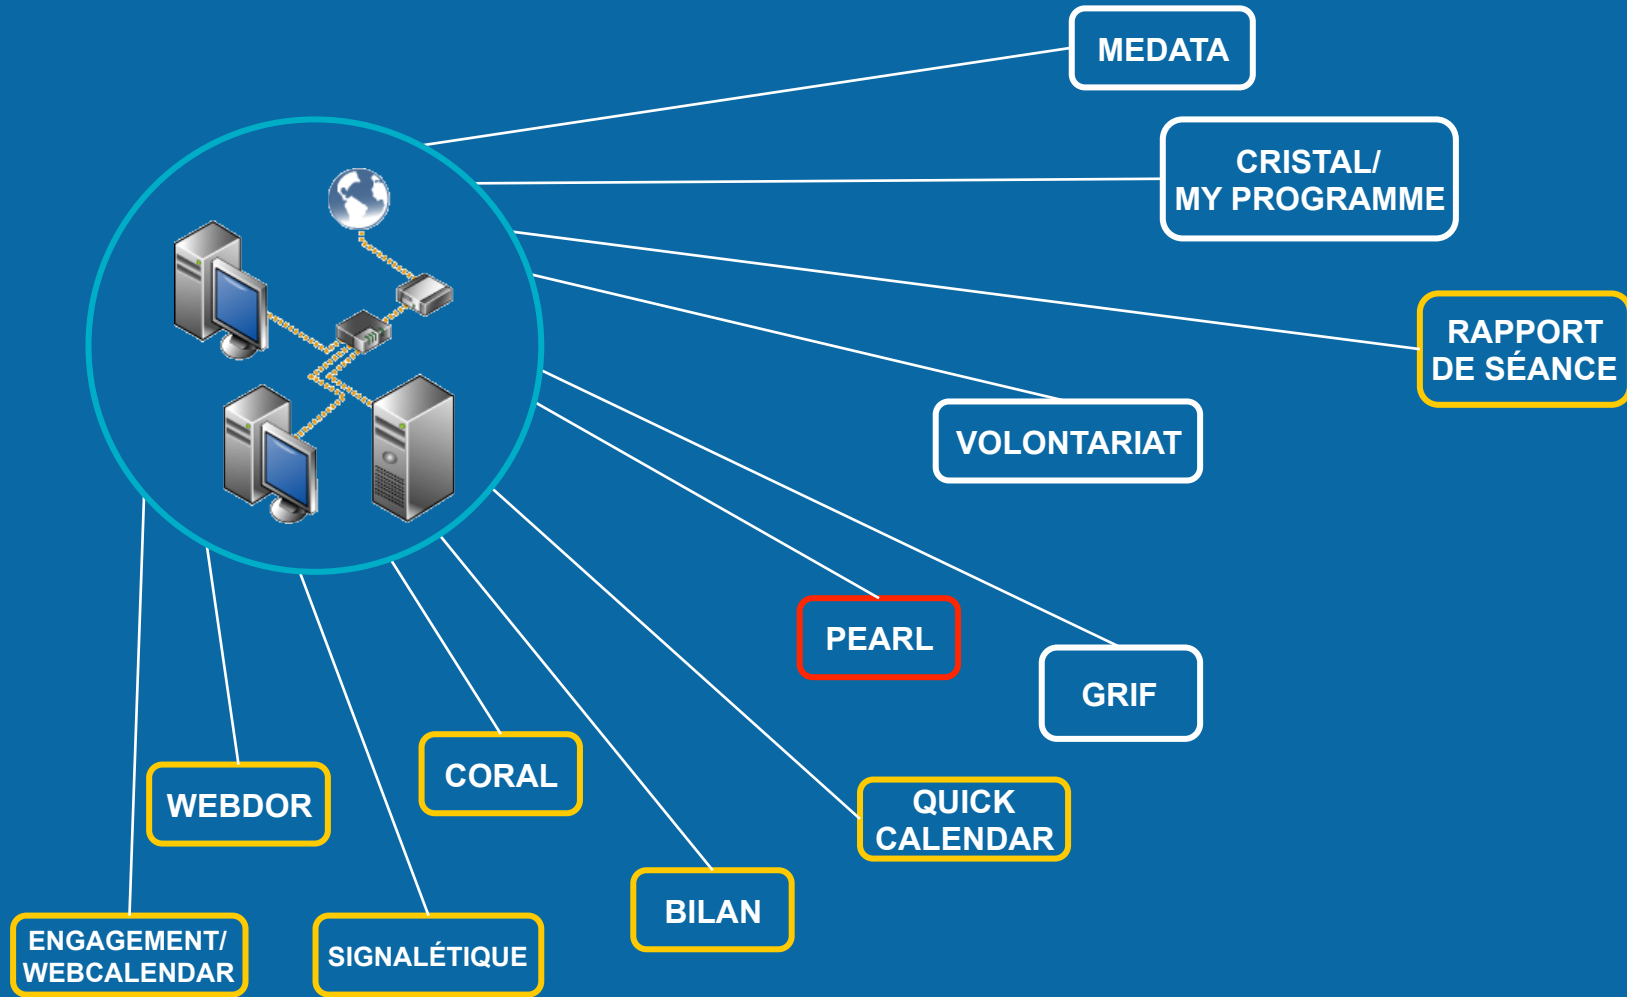 MEDATA
CRISTAL/
MY PROGRAMME
RAPPORT
DE SÉANCE
VOLONTARIAT
PEARL
GRIF
CORAL
WEBDOR
QUICK
CALENDAR
BILAN
ENGAGEMENT/
WEBCALENDAR
SIGNALÉTIQUE